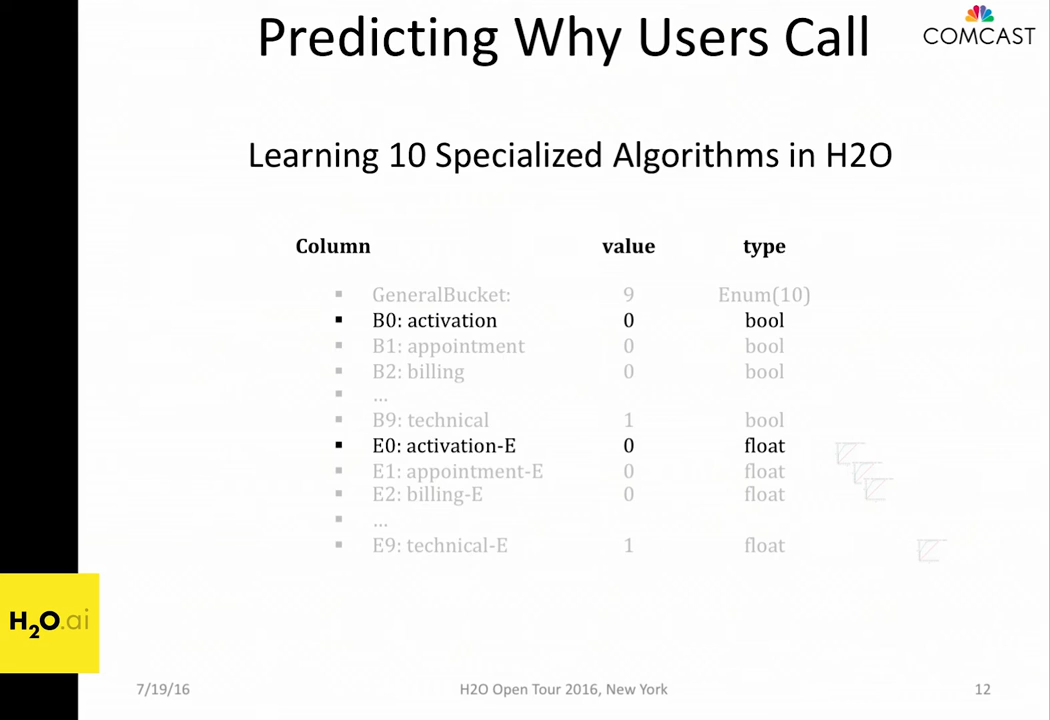 Predicting Why Users Call
COMCAST
Learning 10 Specialized Algorithms in H2O
Column value type
▪ GeneralBucket: 9 Enum(10)
▪ B0: activation 0 bool
▪ B1: appointment 0 bool
▪ B2: billing 0 bool
▪ ...
▪ B9: technical 1 bool
▪ E0: activation-E 0 float
▪ E1: appointment-E 0 float
▪ E2: billing-E 0 float
▪ ...
▪ E9: technical-E 1 float
H2O.ai
7/19/16 H2O Open Tour 2016, New York 12